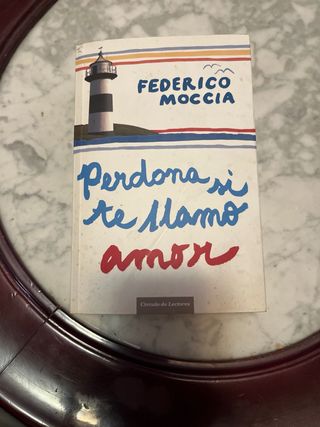 FEDERICO
MOCCIA
Perdona si
te llamo
amor
Círculo de Lectores